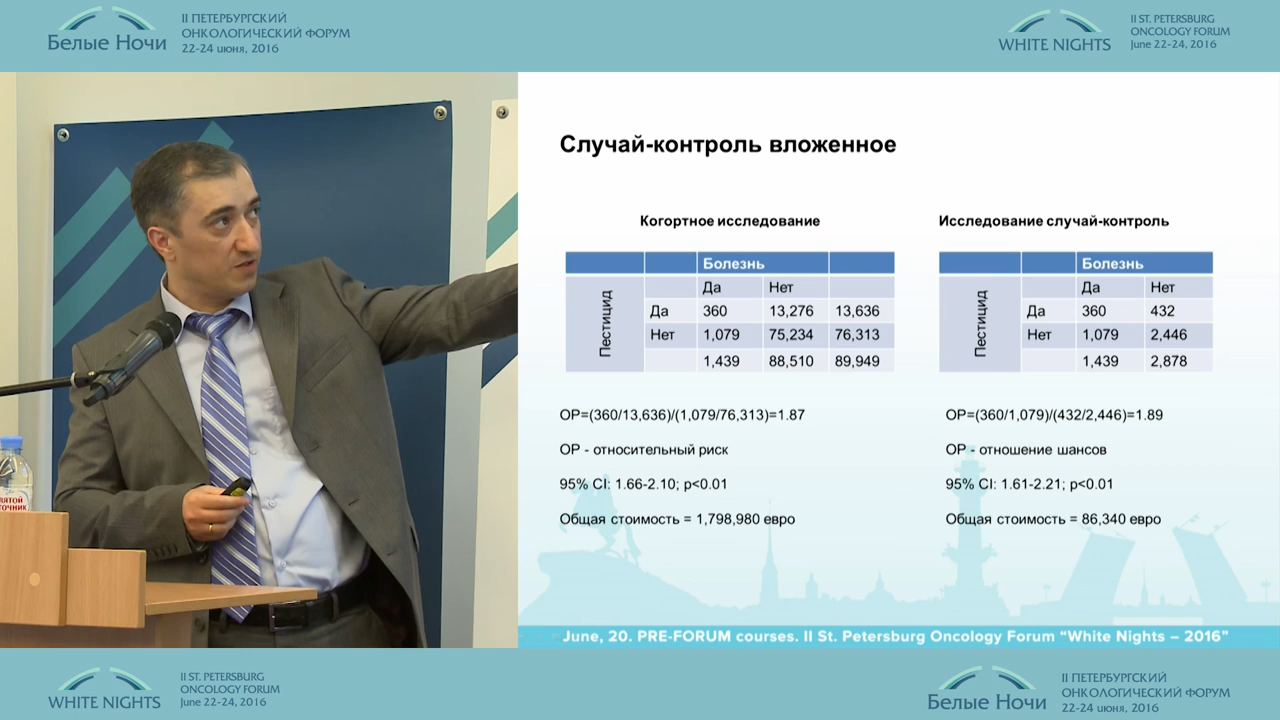 Белые Ночи
II ПЕТЕРБУРГСКИЙ
ОНКОЛОГИЧЕСКИЙ ФОРУМ
22-24 июня, 2016
WHITE NIGHTS
II ST. PETERSBURG
ONCOLOGY FORUM
June 22-24, 2016
Случай-контроль вложенное
Когортное исследование
Болезнь
Да Нет
Пестицид
Да 360 13,276 13,636
Нет 1,079 75,234 76,313
1,439 88,510 89,949
ОР=(360/13,636)/(1,079/76,313)=1.87
ОР - относительный риск
95% CI: 1.66-2.10; p<0.01
Общая стоимость = 1,798,980 евро
Исследование случай-контроль
Болезнь
Да Нет
Пестицид
Да 360 432
Нет 1,079 2,446
1,439 2,878
ОР=(360/1,079)/(432/2,446)=1.89
ОР - отношение шансов
95% CI: 1.61-2.21; p<0.01
Общая стоимость = 86,340 евро
June, 20. PRE-FORUM courses. II St. Petersburg Oncology Forum “White Nights – 2016”
WHITE NIGHTS
II ST. PETERSBURG
ONCOLOGY FORUM
June 22-24, 2016
Белые Ночи
II ПЕТЕРБУРГСКИЙ
ОНКОЛОГИЧЕСКИЙ ФОРУМ
22-24 июня, 2016